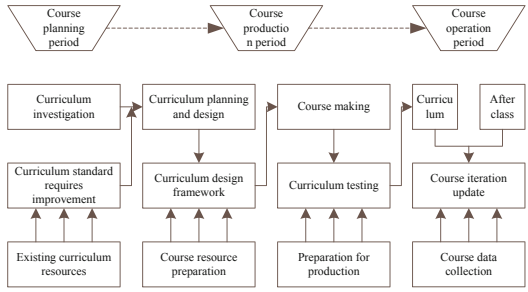 Course
planning
period
Course
productio
n period
Course
operation
period
Curriculum
investigation
Curriculum planning
and design
Course making
Curricu
lum
After
class
Curriculum standard
requires
improvement
Curriculum design
framework
Curriculum testing
Course iteration
update
Existing curriculum
resources
Course resource
preparation
Preparation for
production
Course data
collection